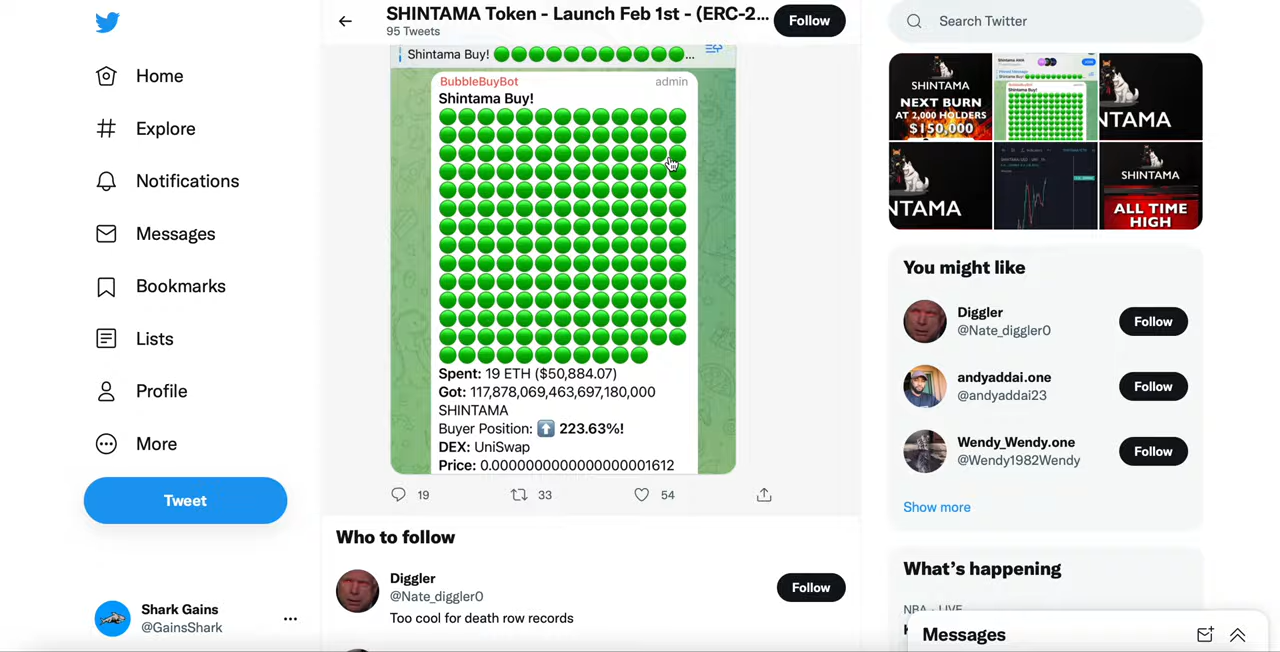 Home
Explore
Notifications
Messages
Bookmarks
Lists
Profile
More
Tweet
Shark Gains
@GainsShark
SHINTAMA Token - Launch Feb 1st - (ERC-2...
95 Tweets
Follow
Shintama Buy!
...
BubbleBuyBot
admin
Shintama Buy!
Spent: 19 ETH ($50,884.07)
Got: 117,878,069,463,697,180,000
SHINTAMA
Buyer Position: ⬆️ 223.63%!
DEX: UniSwap
Price: 0.0000000000000000001612
19
33
54
Who to follow
Diggler
@Nate_diggler0
Too cool for death row records
Follow
Search Twitter
SHINTAMA
NEXT BURN
AT 2,000 HOLDERS
$150,000
NTAMA
NTAMA
SHINTAMA
ALL TIME
HIGH
You might like
Diggler
@Nate_diggler0
Follow
andyaddai.one
@andyaddai23
Follow
Wendy_Wendy.one
@Wendy1982Wendy
Follow
Show more
What's happening
NBA · LIVE
Messages